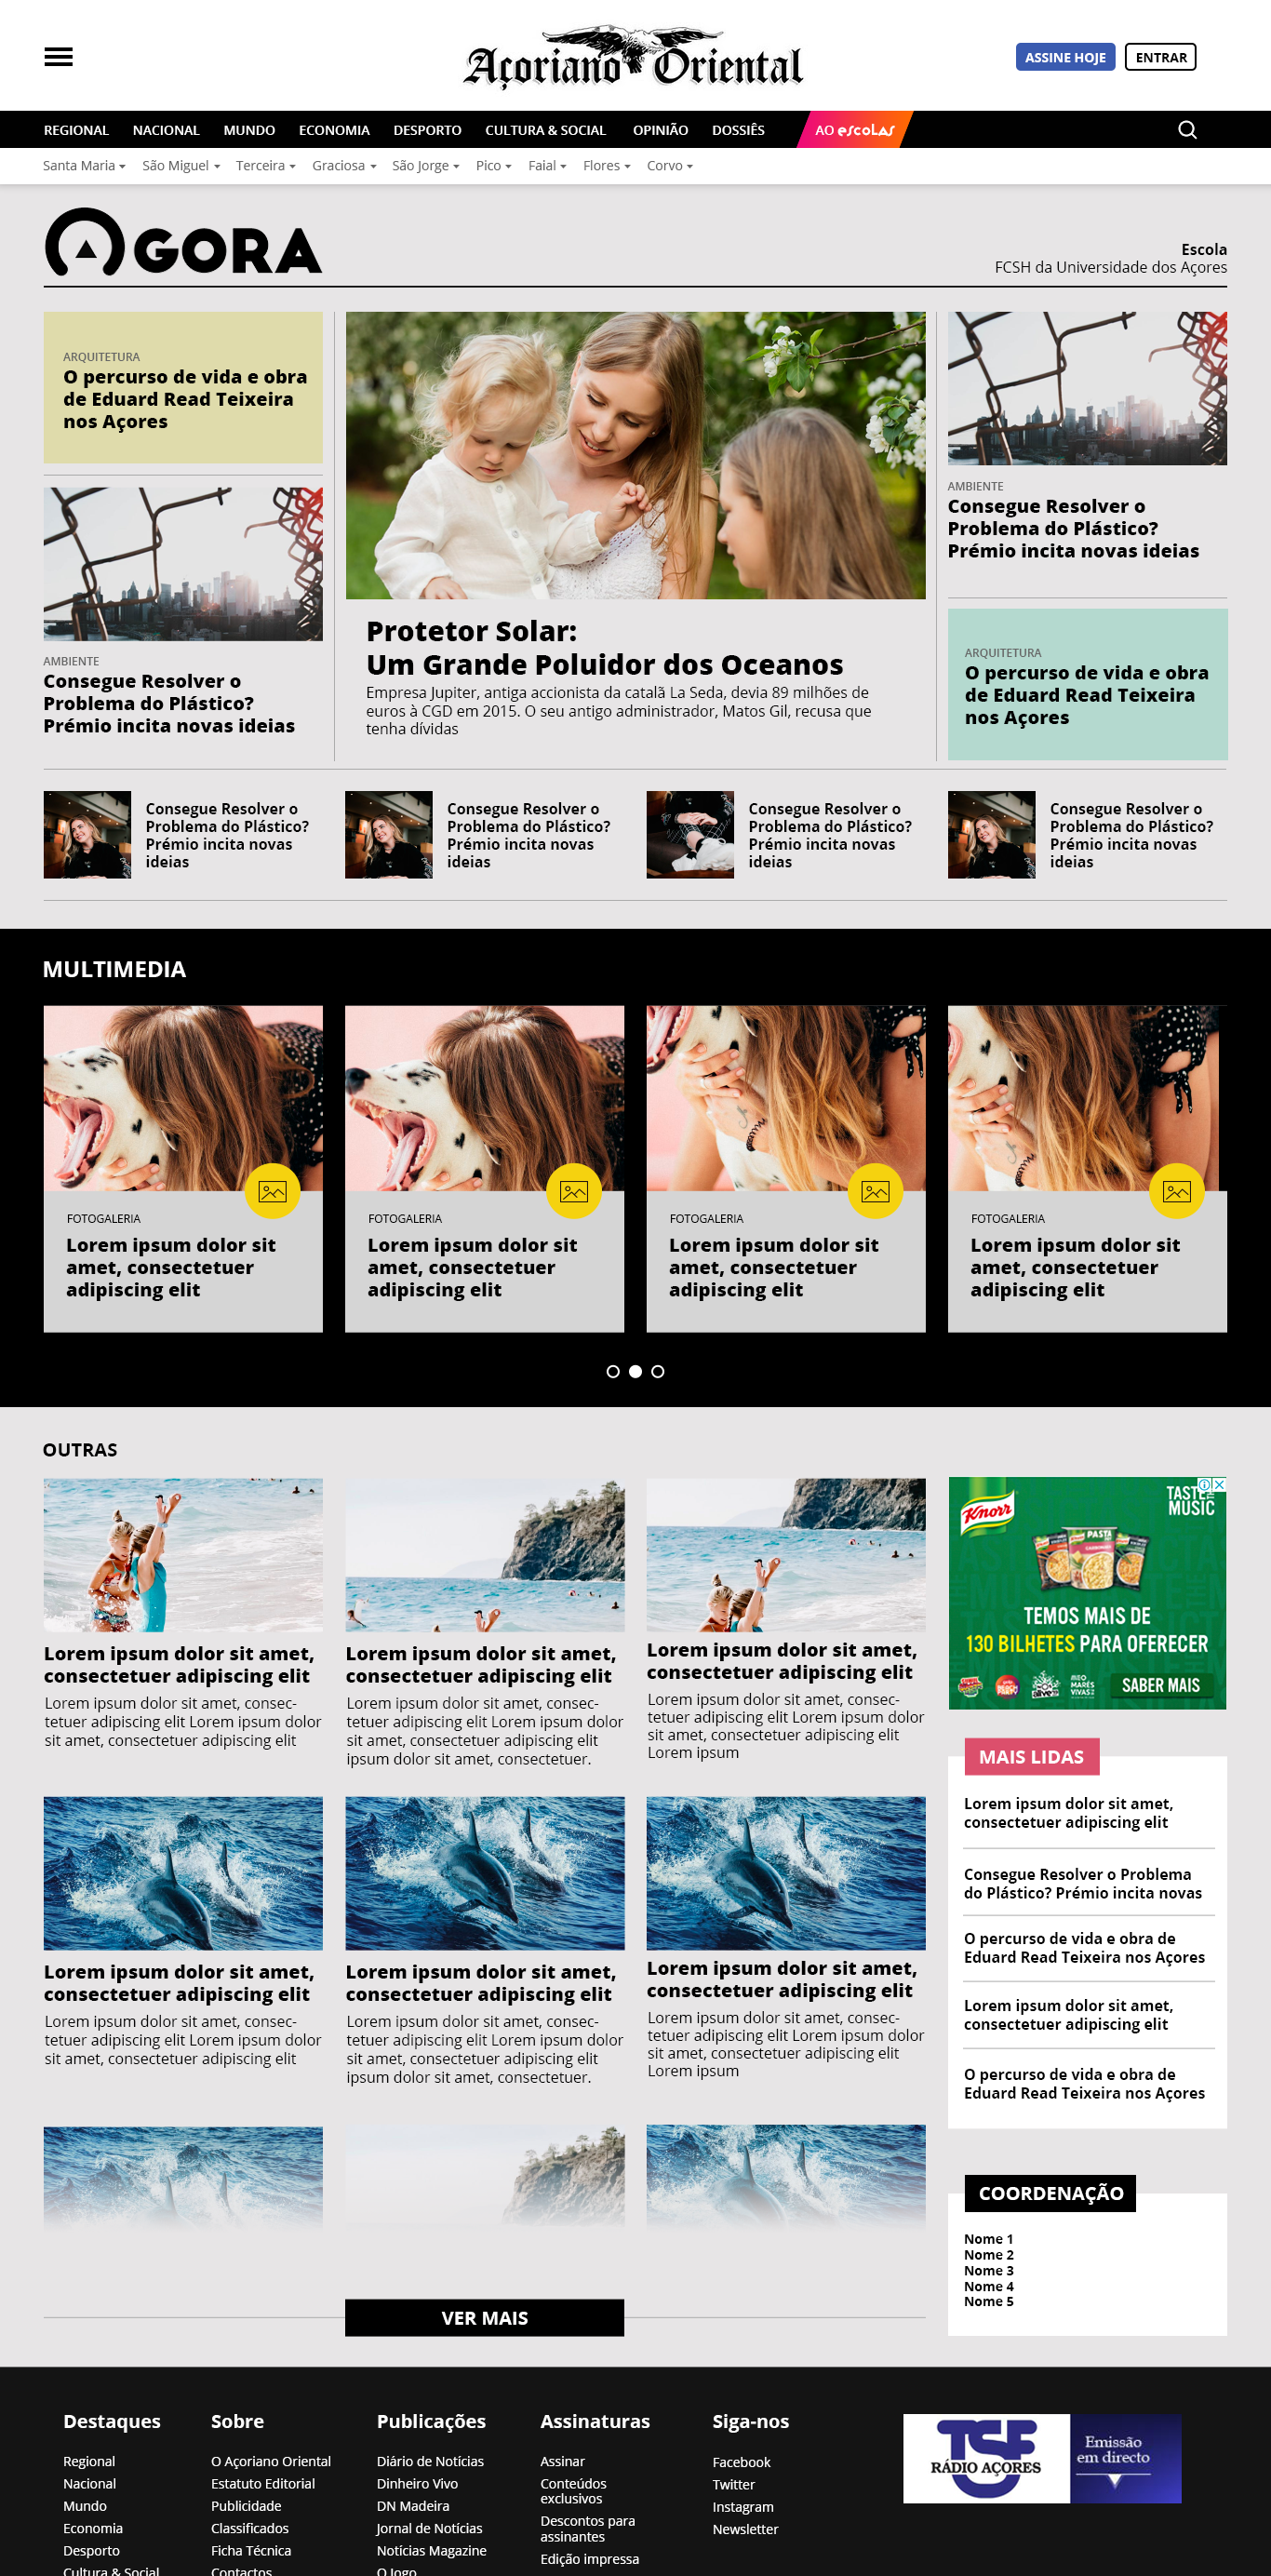 Açoriano Oriental
ASSINE HOJE
ENTRAR
REGIONAL NACIONAL MUNDO ECONOMIA DESPORTO CULTURA & SOCIAL OPINIÃO DOSSIÊS AO escolas
Santa Maria São Miguel Terceira Graciosa São Jorge Pico Faial Flores Corvo
AGORA
Escola
FCSH da Universidade dos Açores
ARQUITETURA
O percurso de vida e obra
de Eduard Read Teixeira
nos Açores
AMBIENTE
Consegue Resolver o
Problema do Plástico?
Prémio incita novas ideias
Protetor Solar:
Um Grande Poluidor dos Oceanos
Empresa Jupiter, antiga accionista da catalã La Seda, devia 89 milhões de
euros à CGD em 2015. O seu antigo administrador, Matos Gil, recusa que
tenha dívidas
AMBIENTE
Consegue Resolver o
Problema do Plástico?
Prémio incita novas ideias
ARQUITETURA
O percurso de vida e obra
de Eduard Read Teixeira
nos Açores
Consegue Resolver o
Problema do Plástico?
Prémio incita novas
ideias
Consegue Resolver o
Problema do Plástico?
Prémio incita novas
ideias
Consegue Resolver o
Problema do Plástico?
Prémio incita novas
ideias
Consegue Resolver o
Problema do Plástico?
Prémio incita novas
ideias
MULTIMEDIA
FOTOGALERIA
Lorem ipsum dolor sit
amet, consectetuer
adipiscing elit
FOTOGALERIA
Lorem ipsum dolor sit
amet, consectetuer
adipiscing elit
FOTOGALERIA
Lorem ipsum dolor sit
amet, consectetuer
adipiscing elit
FOTOGALERIA
Lorem ipsum dolor sit
amet, consectetuer
adipiscing elit
OUTRAS
Lorem ipsum dolor sit amet,
consectetuer adipiscing elit
Lorem ipsum dolor sit amet, consec-
tetuer adipiscing elit Lorem ipsum dolor
sit amet, consectetuer adipiscing elit
Lorem ipsum dolor sit amet,
consectetuer adipiscing elit
Lorem ipsum dolor sit amet, consec-
tetuer adipiscing elit Lorem ipsum dolor
sit amet, consectetuer adipiscing elit
ipsum dolor sit amet, consectetuer.
Lorem ipsum dolor sit amet,
consectetuer adipiscing elit
Lorem ipsum dolor sit amet, consec-
tetuer adipiscing elit Lorem ipsum dolor
sit amet, consectetuer adipiscing elit
Lorem ipsum
Lorem ipsum dolor sit amet,
consectetuer adipiscing elit
Lorem ipsum dolor sit amet, consec-
tetuer adipiscing elit Lorem ipsum dolor
sit amet, consectetuer adipiscing elit
Lorem ipsum dolor sit amet,
consectetuer adipiscing elit
Lorem ipsum dolor sit amet, consec-
tetuer adipiscing elit Lorem ipsum dolor
sit amet, consectetuer adipiscing elit
ipsum dolor sit amet, consectetuer.
Lorem ipsum dolor sit amet,
consectetuer adipiscing elit
Lorem ipsum dolor sit amet, consec-
tetuer adipiscing elit Lorem ipsum dolor
sit amet, consectetuer adipiscing elit
Lorem ipsum
VER MAIS
Knorr
TASTE THE
MUSIC
PASTA
TEMOS MAIS DE
130 BILHETES PARA OFERECER
MEO
MARÉS
VIVAS
SABER MAIS
MAIS LIDAS
Lorem ipsum dolor sit amet,
consectetuer adipiscing elit
Consegue Resolver o Problema
do Plástico? Prémio incita novas
O percurso de vida e obra de
Eduard Read Teixeira nos Açores
Lorem ipsum dolor sit amet,
consectetuer adipiscing elit
O percurso de vida e obra de
Eduard Read Teixeira nos Açores
COORDENAÇÃO
Nome 1
Nome 2
Nome 3
Nome 4
Nome 5
Destaques
Regional
Nacional
Mundo
Economia
Desporto
Cultura & Social
Sobre
O Açoriano Oriental
Estatuto Editorial
Publicidade
Classificados
Ficha Técnica
Contactos
Publicações
Diário de Notícias
Dinheiro Vivo
DN Madeira
Jornal de Notícias
Notícias Magazine
O Jogo
Assinaturas
Assinar
Conteúdos
exclusivos
Descontos para
assinantes
Edição impressa
Siga-nos
Facebook
Twitter
Instagram
Newsletter
TSF
RÁDIO AÇORES
Emissão
em directo